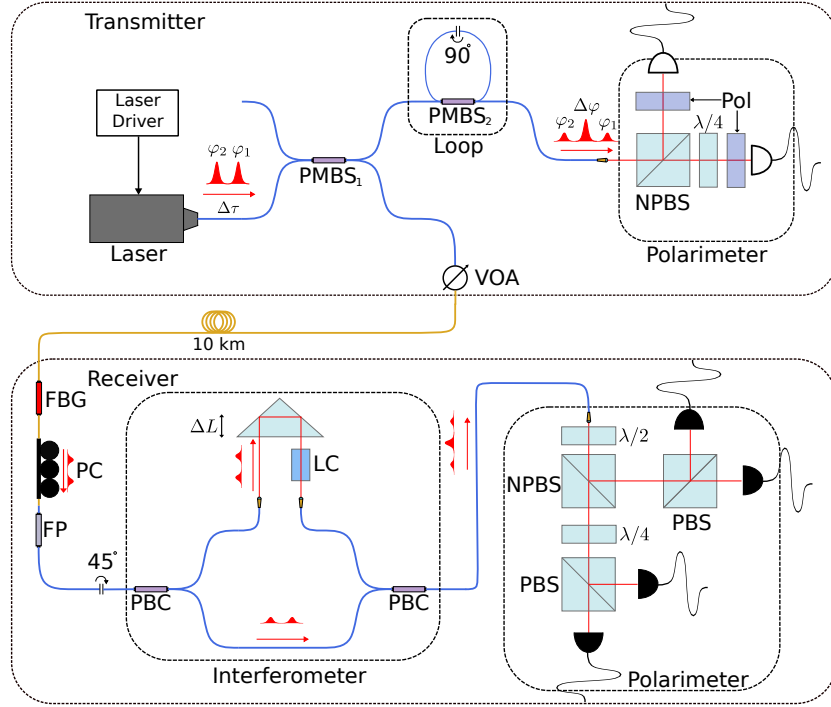 Transmitter
Laser
Driver
φ₂ φ₁
Δτ
Laser
PMBS₁
90°
PMBS₂
Loop
Δφ
φ₂
φ₁
Pol
λ/4
NPBS
Polarimeter
VOA
10 km
Receiver
FBG
PC
FP
45°
PBC
ΔL
LC
PBC
Interferometer
λ/2
NPBS
PBS
λ/4
PBS
Polarimeter